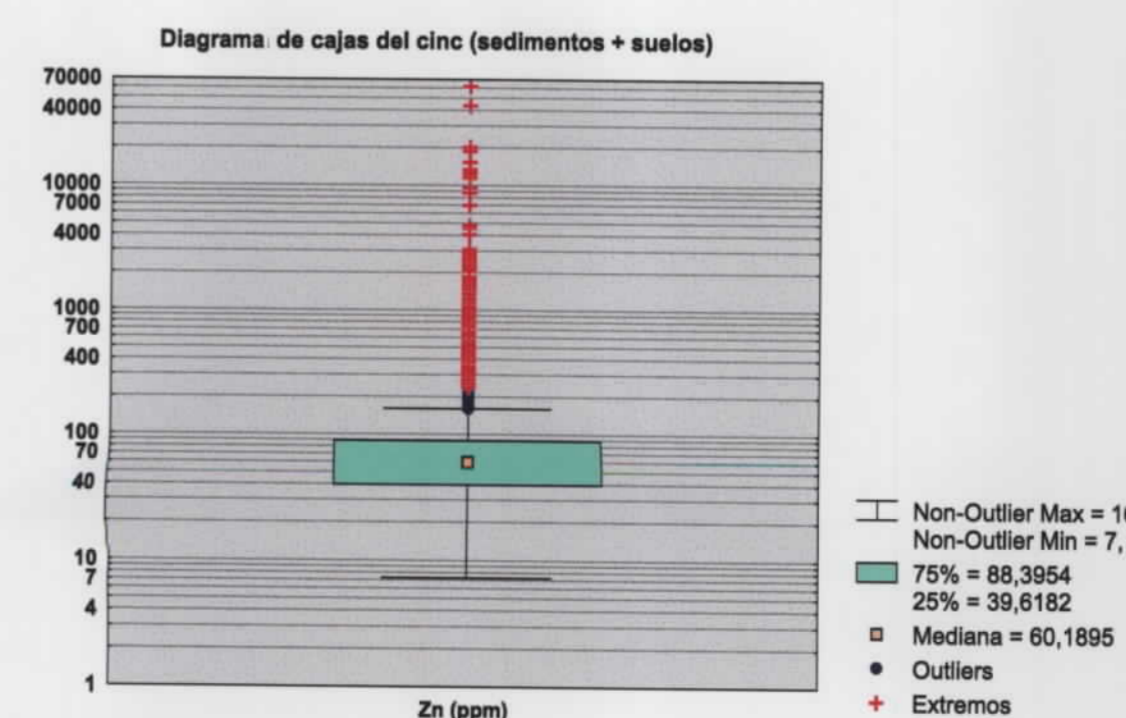 Diagrama de cajas del cinc (sedimentos + suelos)
70000
40000
10000
7000
4000
1000
700
400
100
70
40
10
7
4
1
Zn (ppm)
Non-Outlier Max =
Non-Outlier Min = 7,
75% = 88,3954
25% = 39,6182
Mediana = 60,1895
Outliers
Extremos